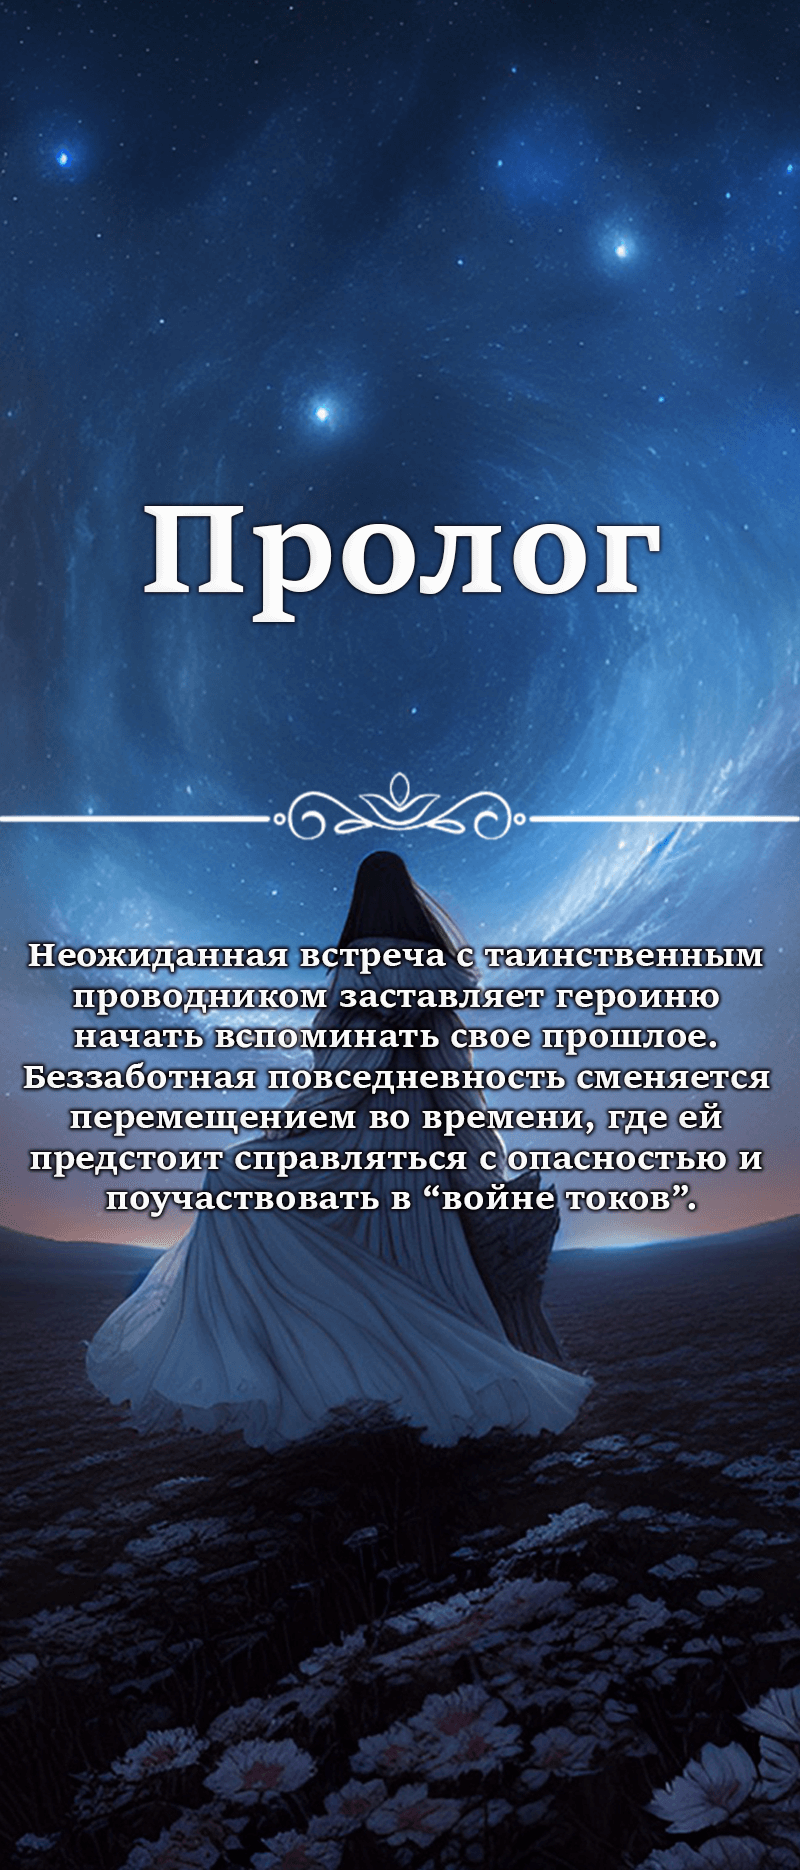 Пролог
Неожиданная встреча с таинственным
проводником заставляет героиню
начать вспоминать свое прошлое.
Беззаботная повседневность сменяется
перемещением во времени, где ей
предстоит справляться с опасностью и
поучаствовать в “войне токов”.